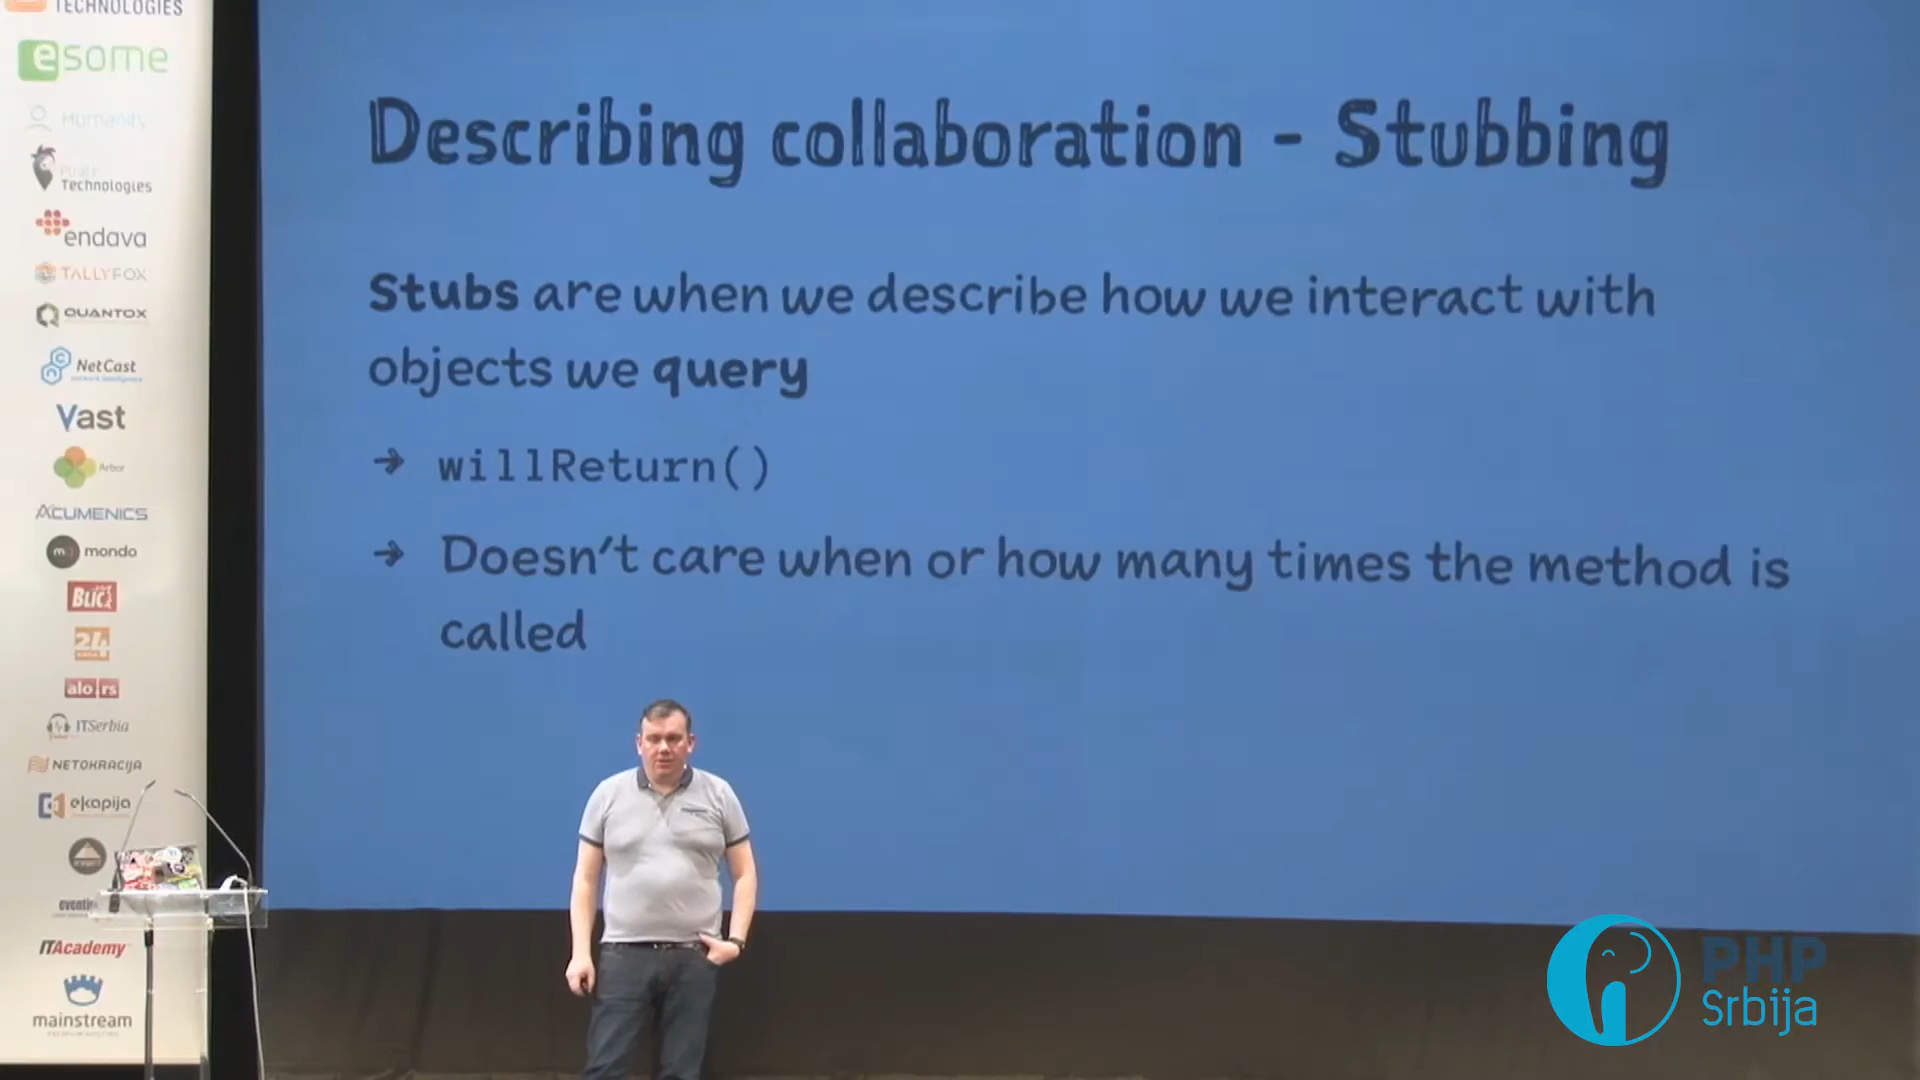 TECHNOLOGIES
esome
Humanity
Technologies
endava
TALLYFOX
QUANTOX
NetCast
Vast
Arbor
ACUMENICS
mondo
BLIC
24
alo rs
ITSerbia
NETOKRACIJA
ekapija
ITAcademy
mainstream
Describing collaboration - Stubbing
Stubs are when we describe how we interact with
objects we query
→ willReturn()
→ Doesn't care when or how many times the method is
called
PHP
Srbija